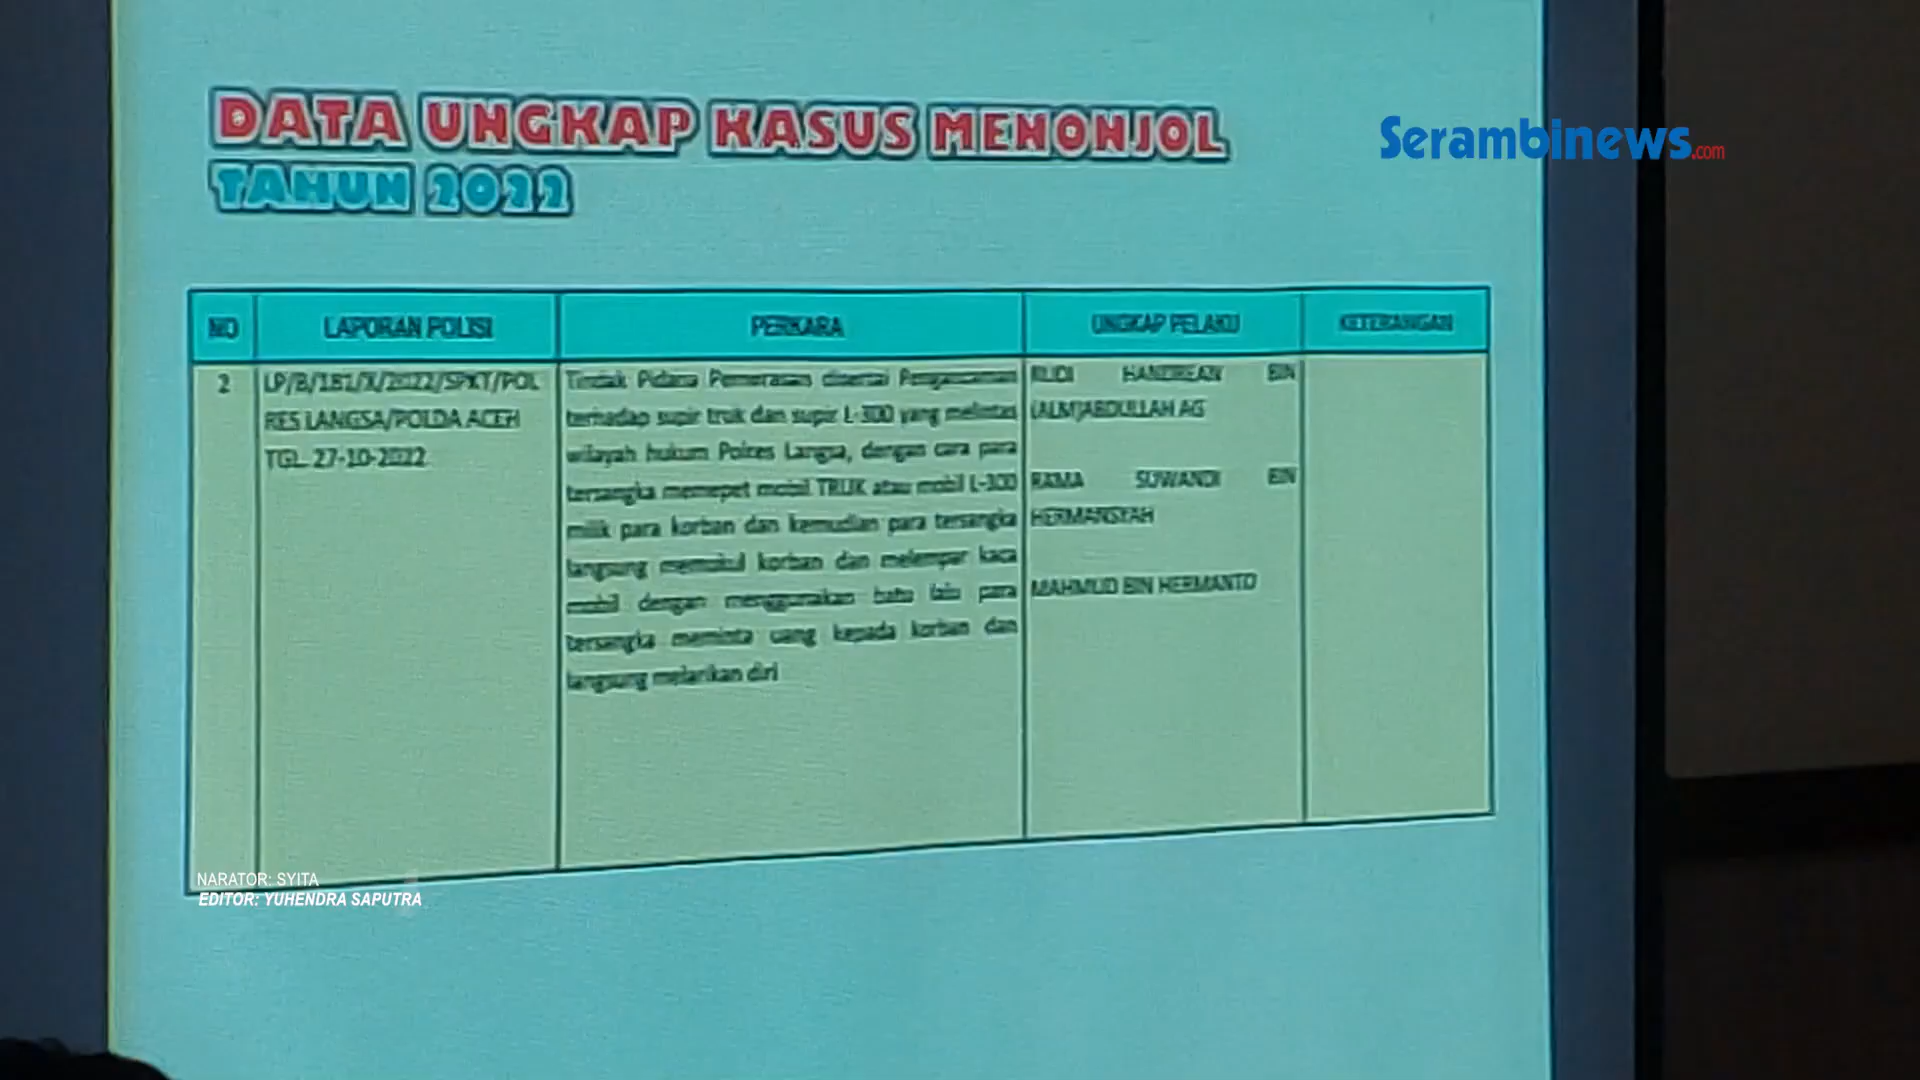 DATA UNGKAP KASUS MENONJOL
TAHUN 2022
Serambinews.com
NO
LAPORAN POLISI
PERKARA
UNGKAP PELAKU
KETERANGAN
2
LP/B/181/X/2022/SPKT/POL
RES LANGSA/POLDA ACEH
TGL 27-10-2022
Tindak Pidana Pemerasan disertai Pengancaman
terhadap supir truk dan supir L-300 yang melintas
wilayah hukum Polres Langsa, dengan cara para
tersangka memepet mobil TRUK atau mobil L-300
milik para korban dan kemudian para tersangka
langsung memukul korban dan melempar kaca
mobil dengan menggunakan batu lalu para
tersangka meminta uang kepada korban dan
langsung melarikan diri
RUDI BIN
(ALM)ABDULLAH AG
RAMA SUWANDI BIN
HERMANSYAH
MAHMUD BIN HERMANTO
NARATOR: SYITA
EDITOR: YUHENDRA SAPUTRA